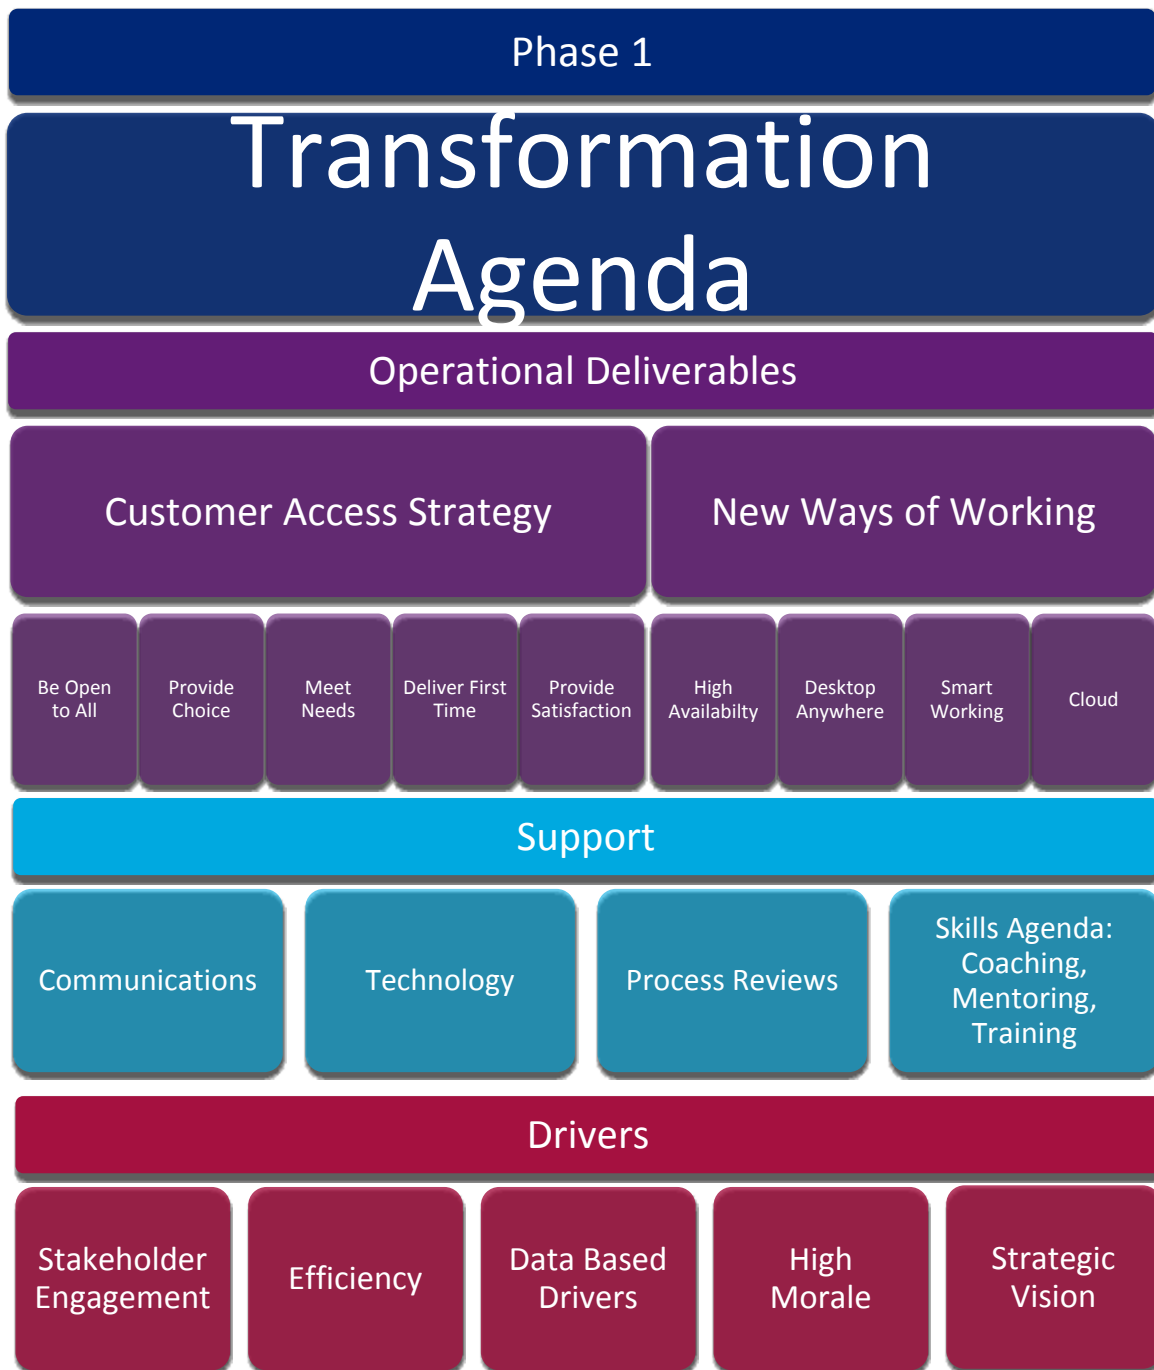 Phase 1
Transformation
Agenda
Operational Deliverables
Customer Access Strategy
New Ways of Working
Be Open
to All
Provide
Choice
Meet
Needs
Deliver First
Time
Provide
Satisfaction
High
Availabilty
Desktop
Anywhere
Smart
Working
Cloud
Support
Communications
Technology
Process Reviews
Skills Agenda:
Coaching,
Mentoring,
Training
Drivers
Stakeholder
Engagement
Efficiency
Data Based
Drivers
High
Morale
Strategic
Vision